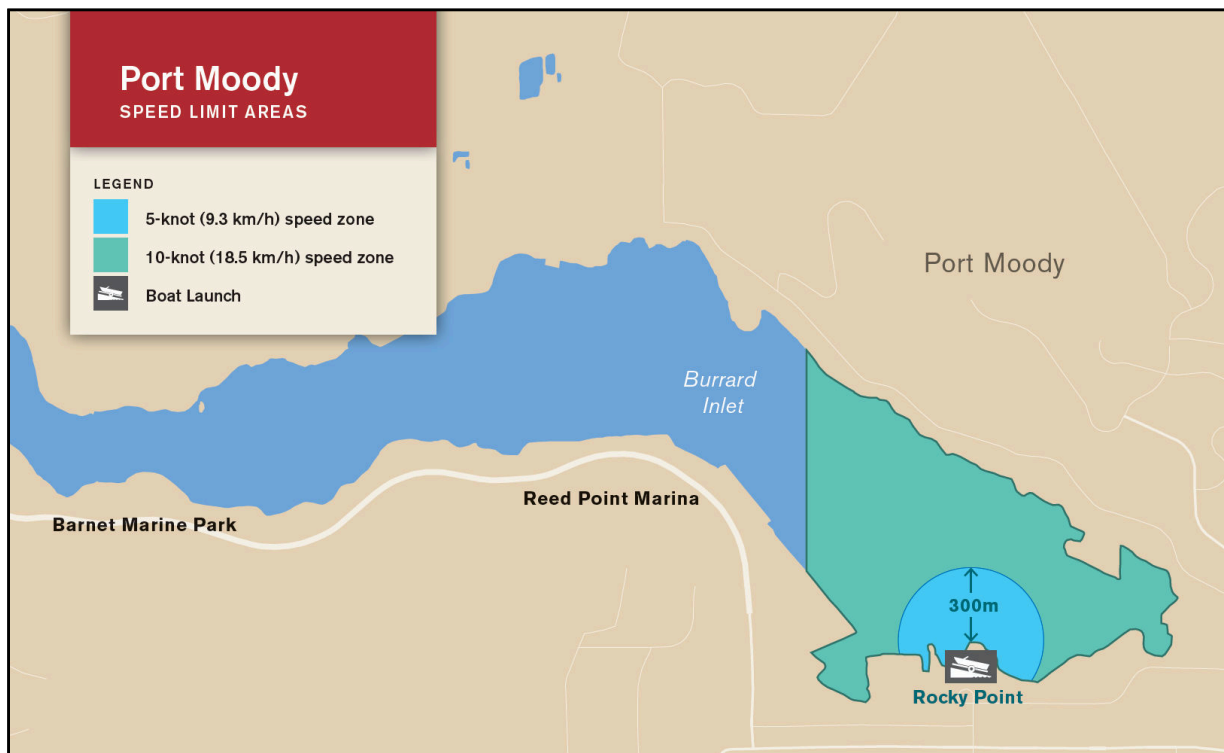 Port Moody
SPEED LIMIT AREAS
LEGEND
5-knot (9.3 km/h) speed zone
10-knot (18.5 km/h) speed zone
Boat Launch
Port Moody
Burrard
Inlet
Reed Point Marina
Barnet Marine Park
300m
Rocky Point